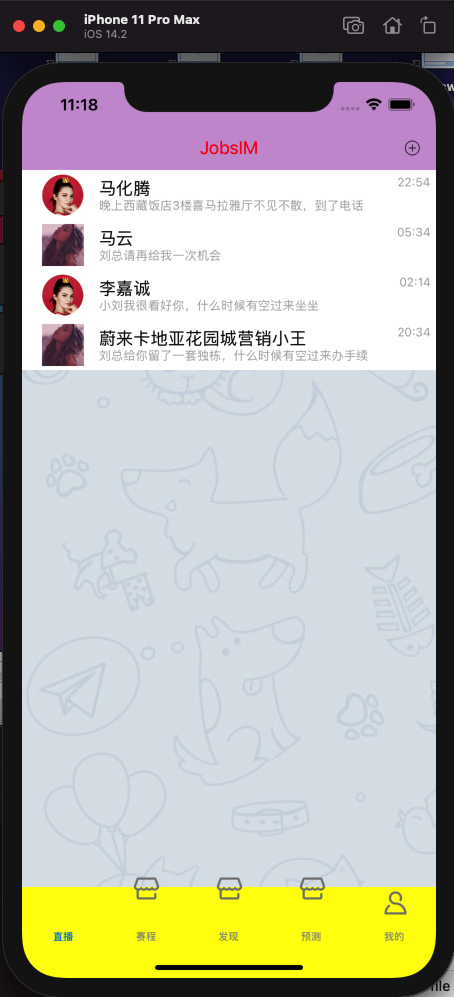 iPhone 11 Pro Max
iOS 14.2
11:18
JobsIM
马化腾
22:54
晚上西藏饭店3楼喜马拉雅厅不见不散，到了电话
马云
05:34
刘总请再给我一次机会
李嘉诚
02:14
小刘我很看好你，什么时候有空过来坐坐
蔚来卡地亚花园城营销小王
20:34
刘总给你留了一套独栋，什么时候有空过来办手续
直播
赛程
发现
预测
我的